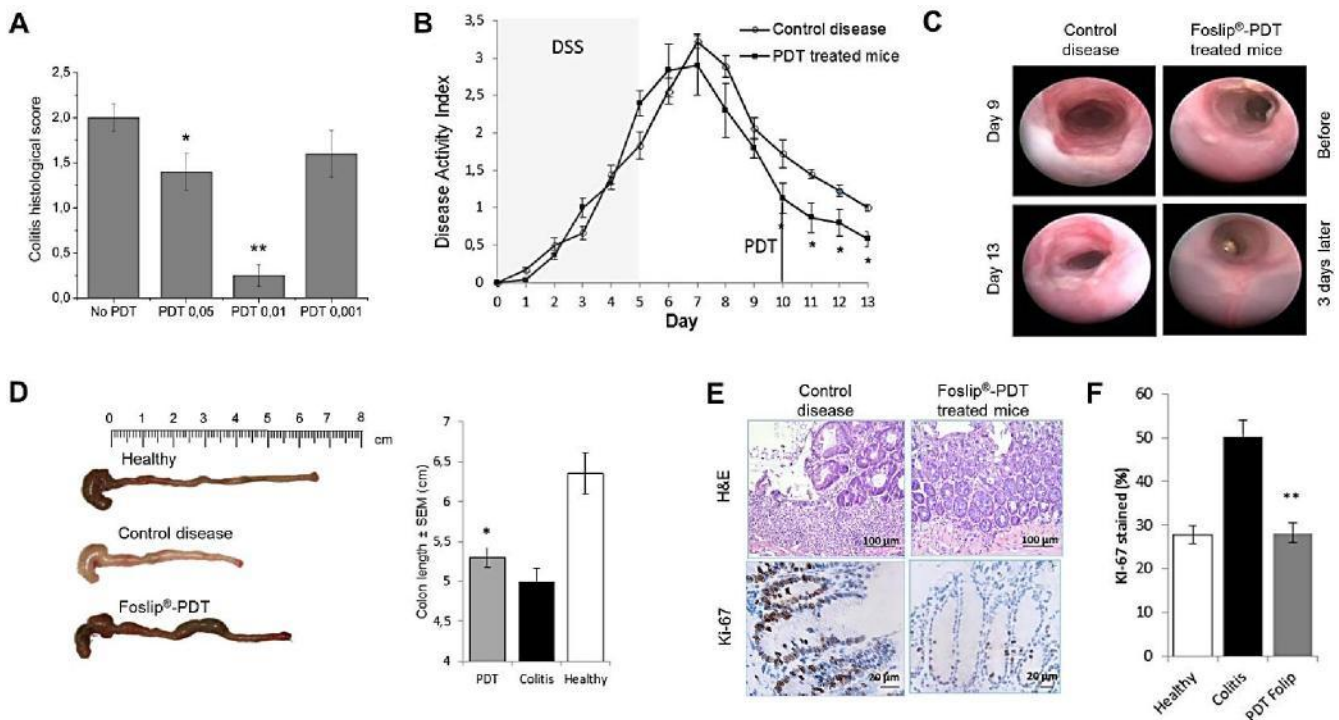 A
Colitis histological score
2,5
2,0
1,5
1,0
0,5
0,0
*
**
No PDT PDT 0,05 PDT 0,01 PDT 0,001
B
Disease Activity Index
3,5
3
2,5
2
1,5
1
0,5
0
DSS
Control disease
PDT treated mice
PDT
* * * *
0 1 2 3 4 5 6 7 8 9 10 11 12 13
Day
C
Control
disease
Foslip®-PDT
treated mice
Day 9
Before
Day 13
3 days later
D
0 1 2 3 4 5 6 7 8
cm
Healthy
Control disease
Foslip®-PDT
Colon length ± SEM (cm)
7
6,5
6
5,5
5
4,5
4
*
PDT Colitis Healthy
E
Control
disease
Foslip®-PDT
treated mice
H&E
100 µm
100 µm
Ki-67
20 µm
20 µm
F
KI-67 stained (%)
60
50
40
30
20
10
0
**
Healthy
Colitis
PDT Folip